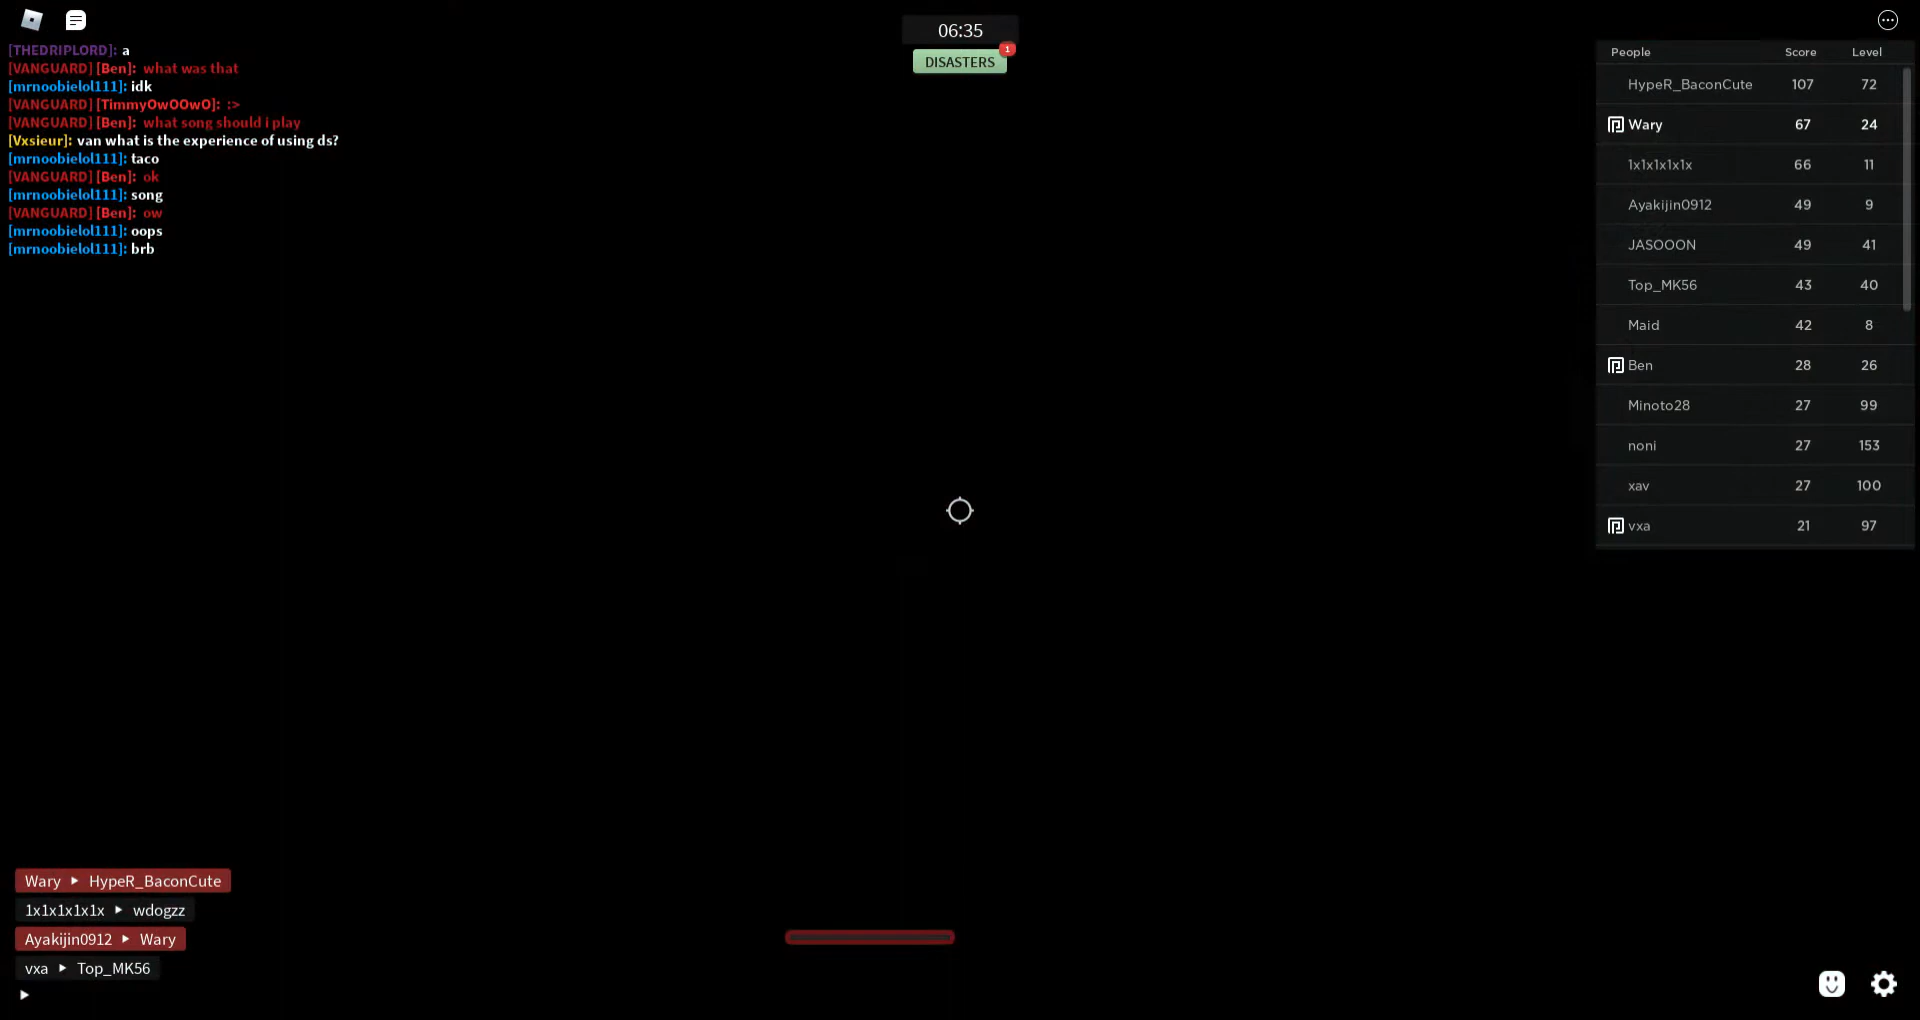 06:35
DISASTERS
1
[THEDRIPLORD]: a
[VANGUARD] [Ben]: what was that
[mrnoobielol111]: idk
[VANGUARD] [TimmyOwOOwO]: :>
[VANGUARD] [Ben]: what song should i play
[Vxsieur]: van what is the experience of using ds?
[mrnoobielol111]: taco
[VANGUARD] [Ben]: ok
[mrnoobielol111]: song
[VANGUARD] [Ben]: ow
[mrnoobielol111]: oops
[mrnoobielol111]: brb
People Score Level
HypeR_BaconCute 107 72
Wary 67 24
1x1x1x1x1x 66 11
Ayakijin0912 49 9
JASOOON 49 41
Top_MK56 43 40
Maid 42 8
Ben 28 26
Minoto28 27 99
noni 27 153
xav 27 100
vxa 21 97
Wary ▸ HypeR_BaconCute
1x1x1x1x1x ▸ wdogzz
Ayakijin0912 ▸ Wary
vxa ▸ Top_MK56